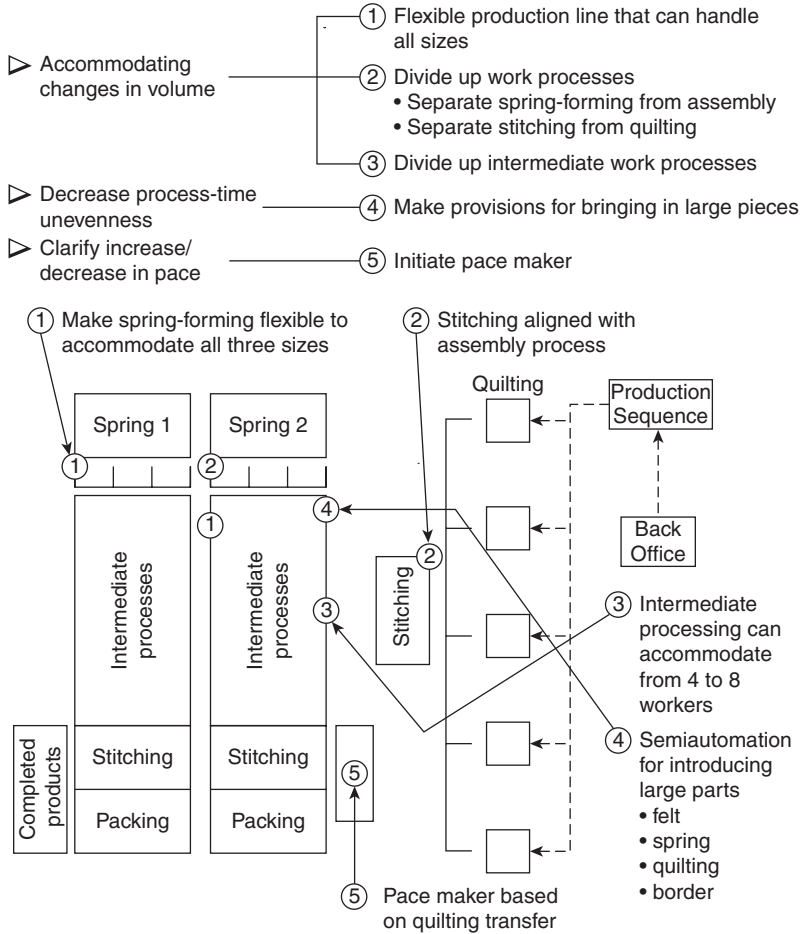 ① Flexible production line that can handle
all sizes
▷ Accommodating
changes in volume
② Divide up work processes
• Separate spring-forming from assembly
• Separate stitching from quilting
③ Divide up intermediate work processes
▷ Decrease process-time
unevenness
④ Make provisions for bringing in large pieces
▷ Clarify increase/
decrease in pace
⑤ Initiate pace maker
① Make spring-forming flexible to
accommodate all three sizes
② Stitching aligned with
assembly process
Quilting
Production
Sequence
Spring 1
Spring 2
①
②
④
①
Back
Office
②
Intermediate
processes
Intermediate
processes
Stitching
③
③ Intermediate
processing can
accommodate
from 4 to 8
workers
Completed
products
Stitching
Stitching
⑤
④ Semiautomation
for introducing
large parts
• felt
• spring
• quilting
• border
Packing
Packing
⑤ Pace maker based
on quilting transfer